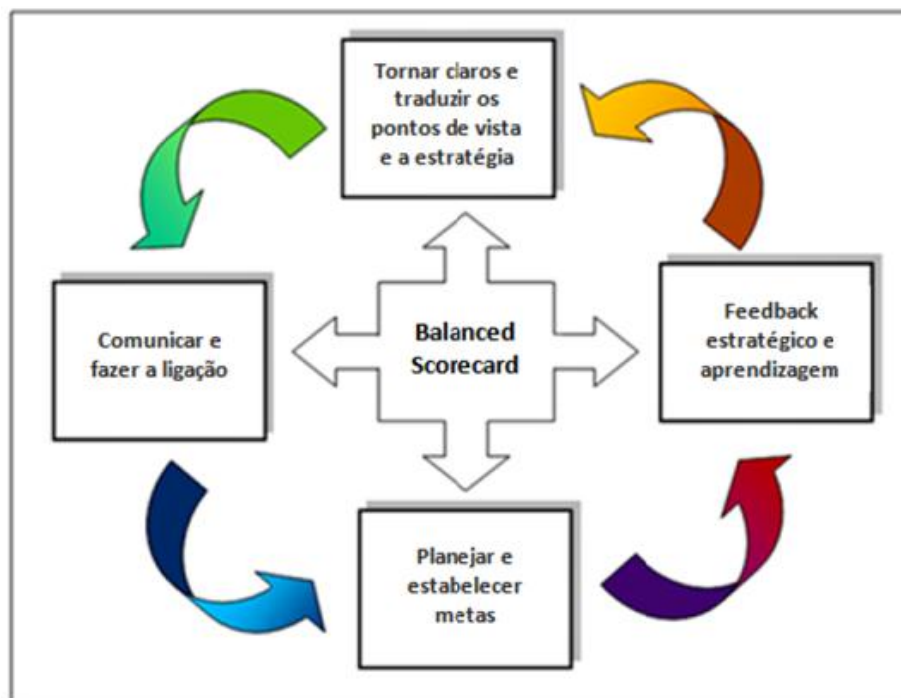 Tornar claros e
traduzir os
pontos de vista
e a estratégia
Comunicar e
fazer a ligação
Balanced
Scorecard
Feedback
estratégico e
aprendizagem
Planejar e
estabelecer
metas